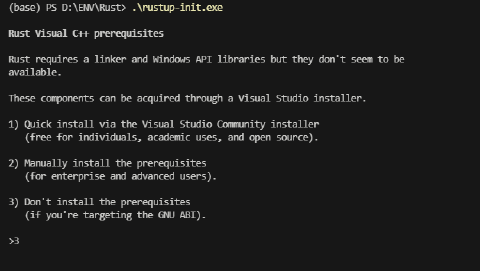 (base) PS D:\ENV\Rust> .\rustup-init.exe
Rust Visual C++ prerequisites
Rust requires a linker and Windows API libraries but they don't seem to be
available.
These components can be acquired through a Visual Studio installer.
1) Quick install via the Visual Studio Community installer
(free for individuals, academic uses, and open source).
2) Manually install the prerequisites
(for enterprise and advanced users).
3) Don't install the prerequisites
(if you're targeting the GNU ABI).
>3